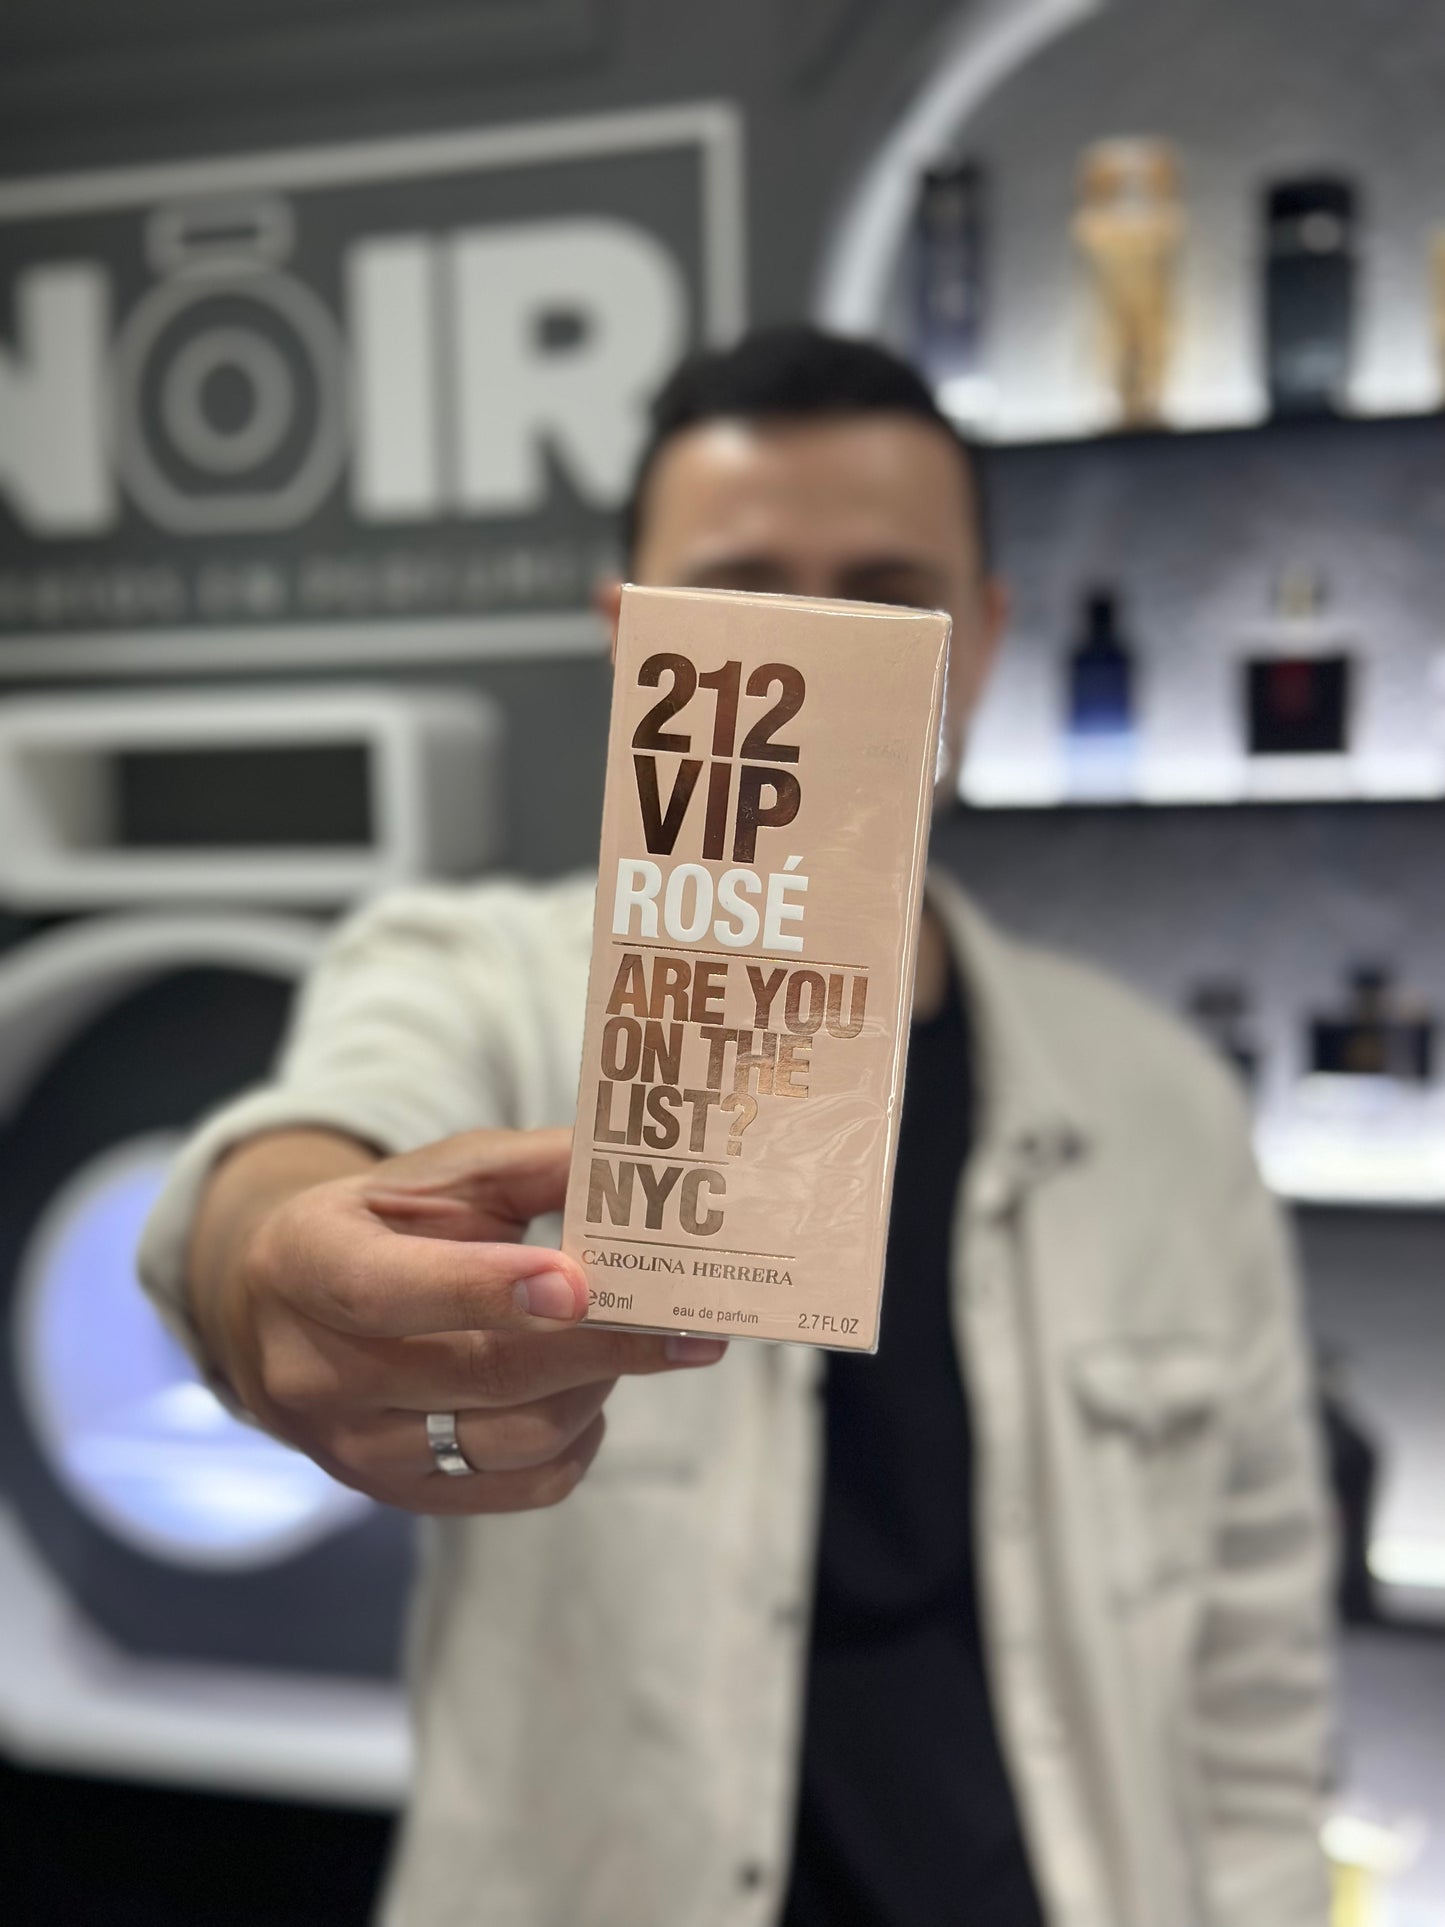 NOIR
212
VIP
ROSÉ
ARE YOU
ON THE
LIST?
NYC
CAROLINA HERRERA
℮80ml eau de parfum 2.7 FL OZ